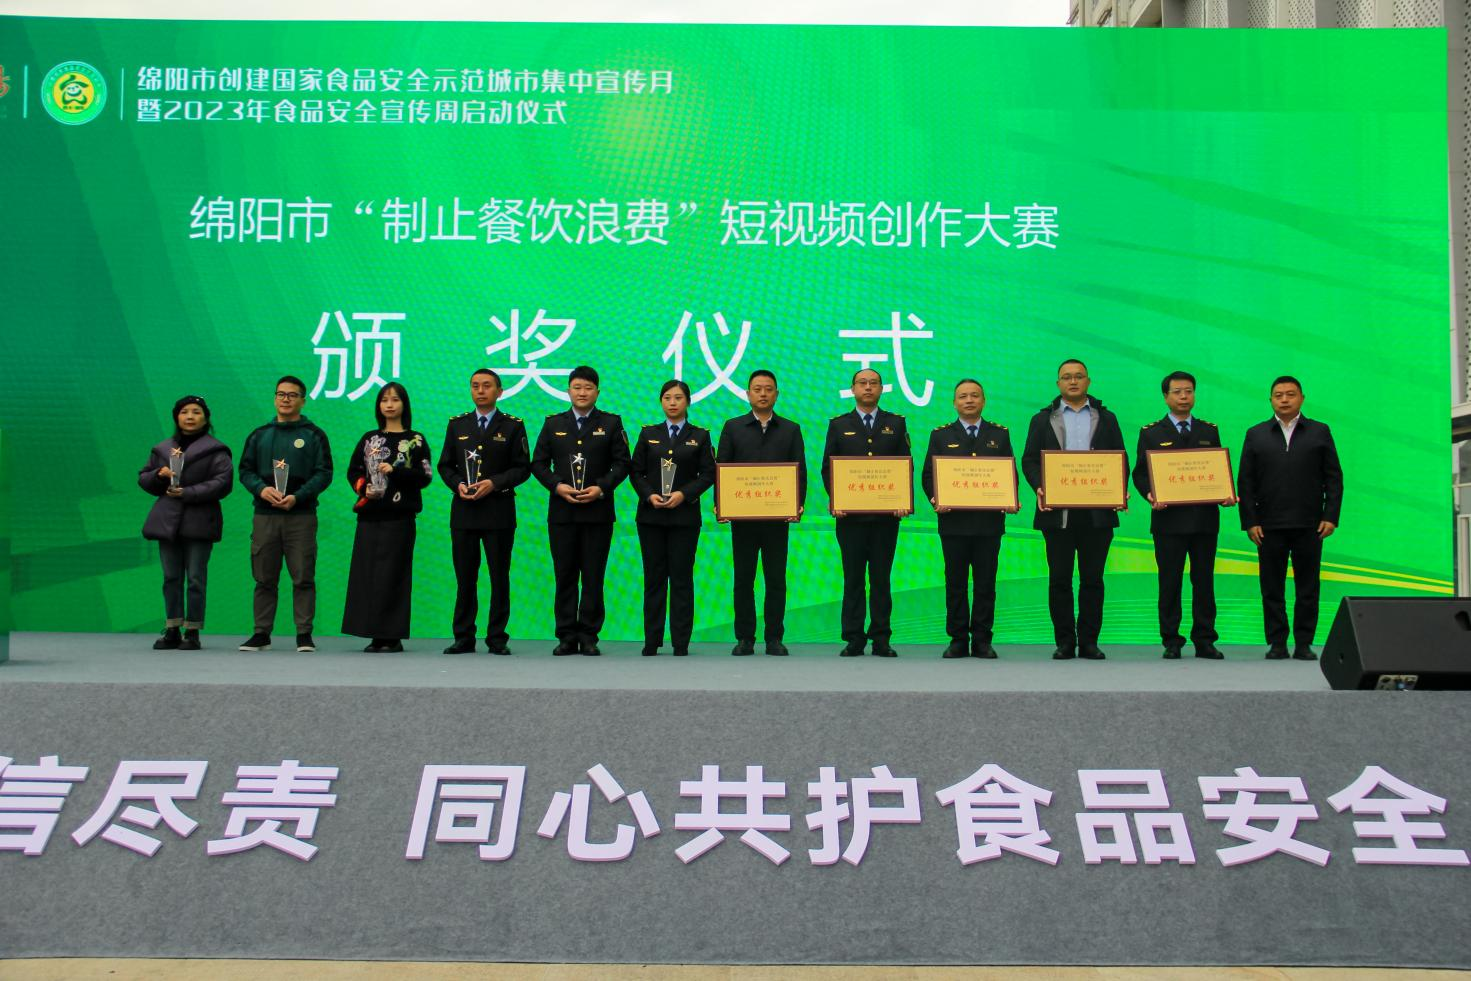 绵阳市创建国家食品安全示范城市集中宣传月
暨2023年食品安全宣传周启动仪式
绵阳市“制止餐饮浪费”短视频创作大赛
颁奖仪式
优秀组织奖
优秀组织奖
优秀组织奖
优秀组织奖
优秀组织奖
信尽责 同心共护食品安全